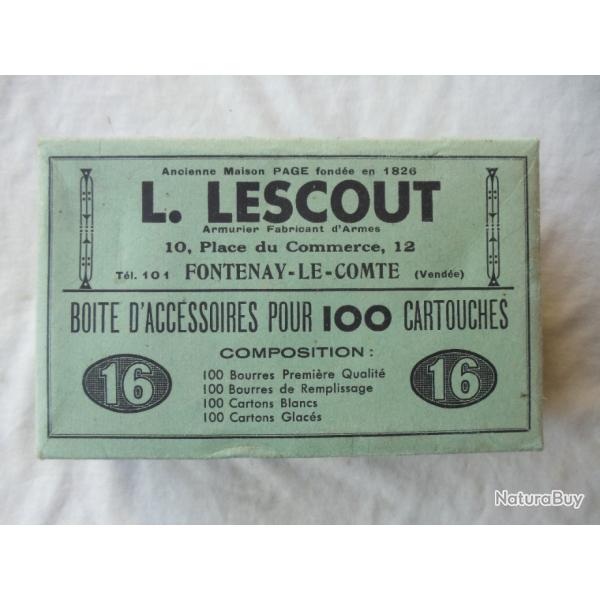 Ancienne Maison PAGE fondée en 1826
L. LESCOUT
Armurier Fabricant d'Armes
10, Place du Commerce, 12
Tél. 101 FONTENAY-LE-COMTE (Vendée)
BOITE D'ACCESSOIRES POUR 100 CARTOUCHES
COMPOSITION :
16
100 Bourres Première Qualité
100 Bourres de Remplissage
100 Cartons Blancs
100 Cartons Glacés
16
NaturaBuy